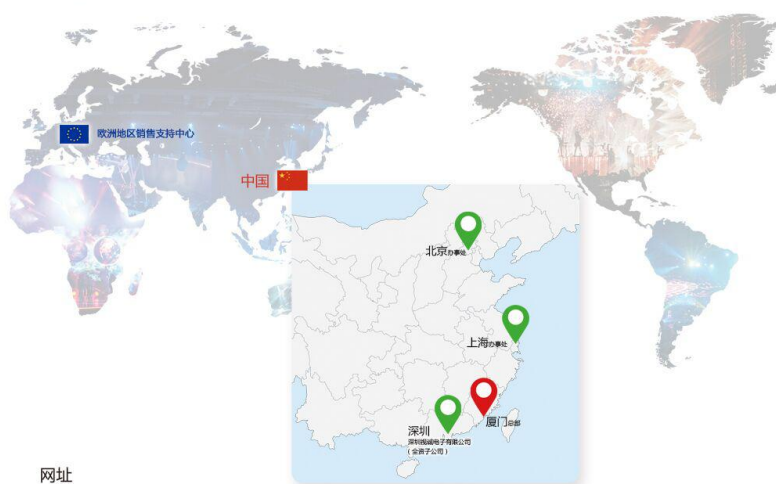 欧洲地区销售支持中心
中国
北京办事处
上海办事处
厦门总部
深圳
深圳视诚电子有限公司
（全资子公司）
网址